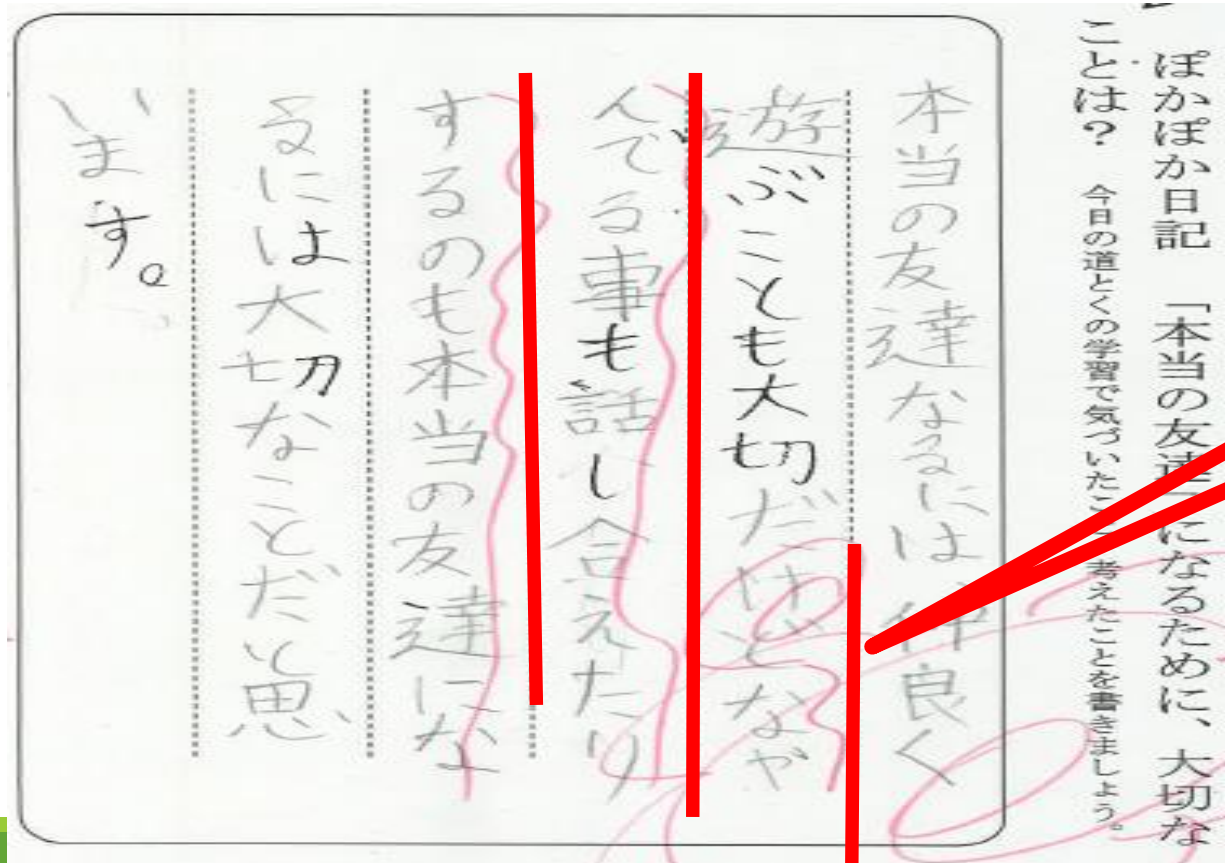 ぽかぽか日記　「本当の友達」になるために、大切な
ことは？　今日の道とくの学習で気づいたこと　考えたことを書きましょう。
本当の友達なるには、仲良く
遊ぶことも大切だけどなや
んでる事も話し合えたり
するのも本当の友達にな
るには大切なことだと思
います。